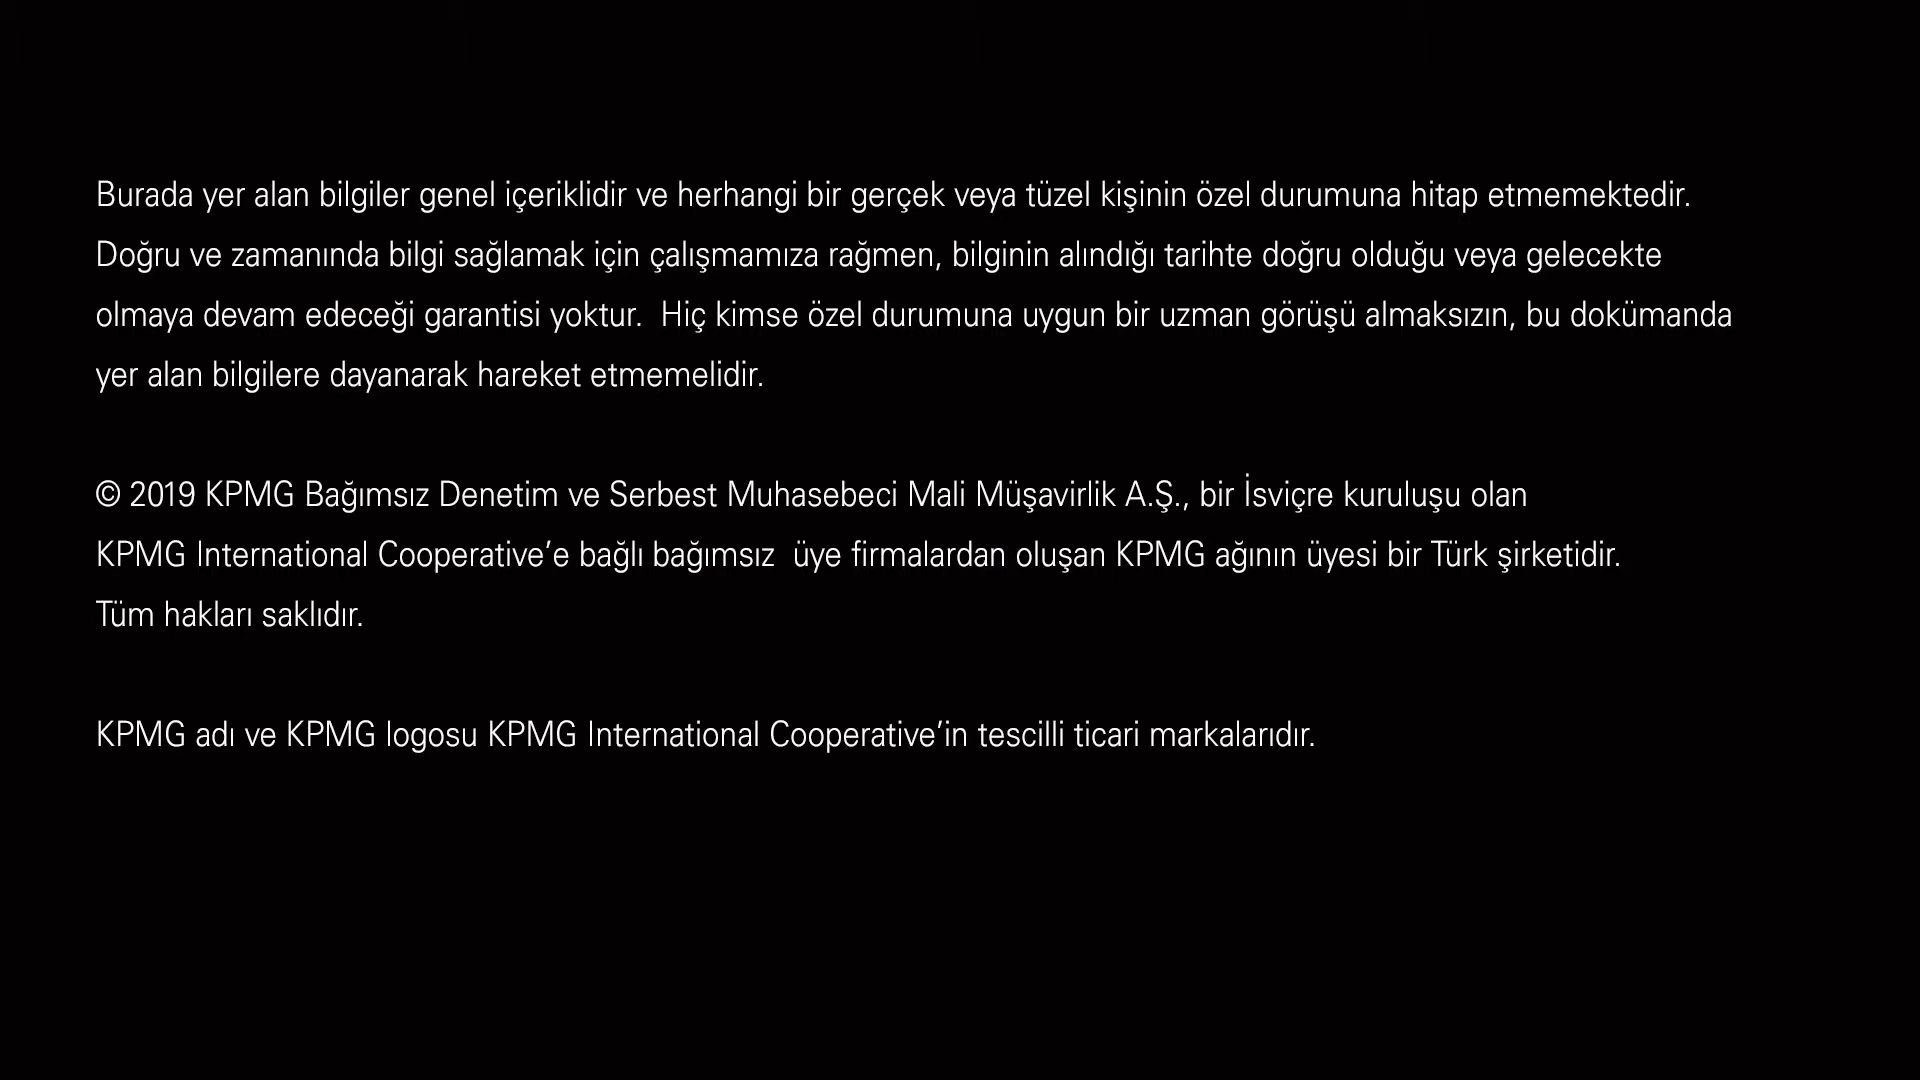 Burada yer alan bilgiler genel içeriklidir ve herhangi bir gerçek veya tüzel kişinin özel durumuna hitap etmemektedir.
Doğru ve zamanında bilgi sağlamak için çalışmamıza rağmen, bilginin alındığı tarihte doğru olduğu veya gelecekte
olmaya devam edeceği garantisi yoktur.  Hiç kimse özel durumuna uygun bir uzman görüşü almaksızın, bu dokümanda
yer alan bilgilere dayanarak hareket etmemelidir.
© 2019 KPMG Bağımsız Denetim ve Serbest Muhasebeci Mali Müşavirlik A.Ş., bir İsviçre kuruluşu olan
KPMG International Cooperative’e bağlı bağımsız  üye firmalardan oluşan KPMG ağının üyesi bir Türk şirketidir.
Tüm hakları saklıdır.
KPMG adı ve KPMG logosu KPMG International Cooperative’in tescilli ticari markalarıdır.